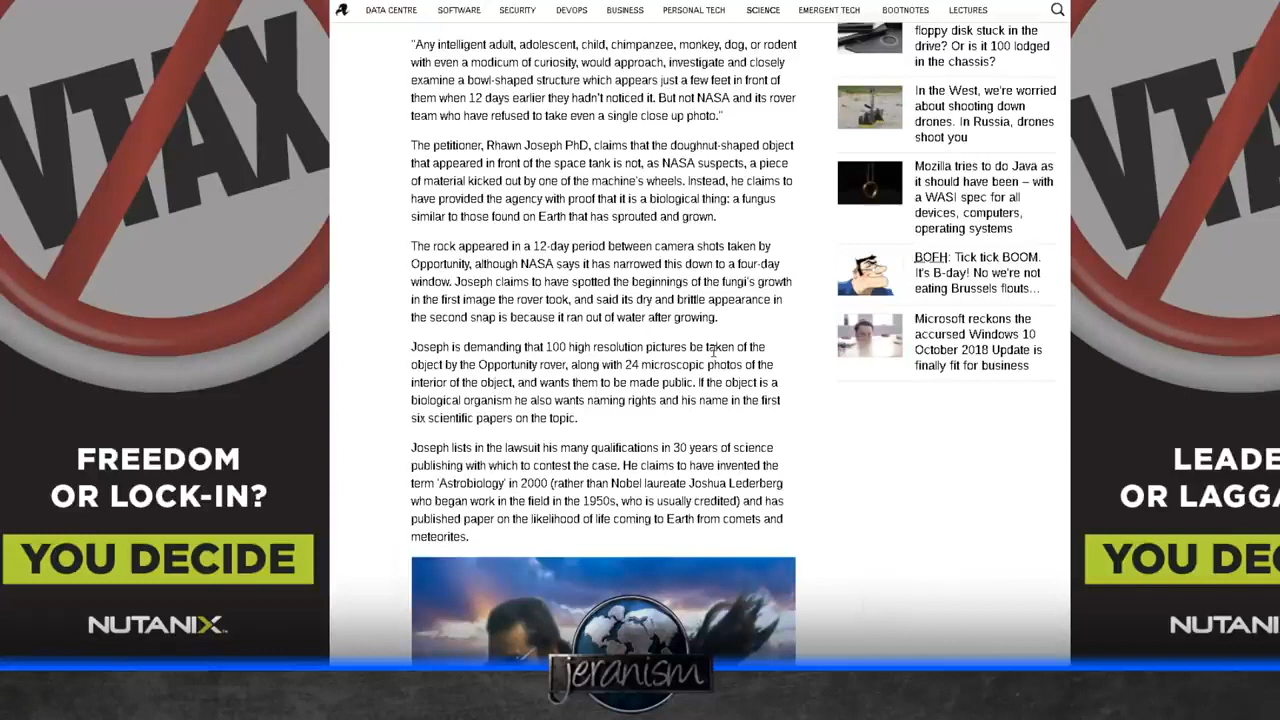 DATA CENTRE SOFTWARE SECURITY DEVOPS BUSINESS PERSONAL TECH SCIENCE EMERGENT TECH BOOTNOTES LECTURES
VTAX
FREEDOM
OR LOCK-IN?
YOU DECIDE
NUTANIX
"Any intelligent adult, adolescent, child, chimpanzee, monkey, dog, or rodent
with even a modicum of curiosity, would approach, investigate and closely
examine a bowl-shaped structure which appears just a few feet in front of
them when 12 days earlier they hadn't noticed it. But not NASA and its rover
team who have refused to take even a single close up photo."
The petitioner, Rhawn Joseph PhD, claims that the doughnut-shaped object
that appeared in front of the space tank is not, as NASA suspects, a piece
of material kicked out by one of the machine's wheels. Instead, he claims to
have provided the agency with proof that it is a biological thing: a fungus
similar to those found on Earth that has sprouted and grown.
The rock appeared in a 12-day period between camera shots taken by
Opportunity, although NASA says it has narrowed this down to a four-day
window. Joseph claims to have spotted the beginnings of the fungi's growth
in the first image the rover took, and said its dry and brittle appearance in
the second snap is because it ran out of water after growing.
Joseph is demanding that 100 high resolution pictures be taken of the
object by the Opportunity rover, along with 24 microscopic photos of the
interior of the object, and wants them to be made public. If the object is a
biological organism he also wants naming rights and his name in the first
six scientific papers on the topic.
Joseph lists in the lawsuit his many qualifications in 30 years of science
publishing with which to contest the case. He claims to have invented the
term 'Astrobiology' in 2000 (rather than Nobel laureate Joshua Lederberg
who began work in the field in the 1950s, who is usually credited) and has
published paper on the likelihood of life coming to Earth from comets and
meteorites.
floppy disk stuck in the
drive? Or is it 100 lodged
in the chassis?
In the West, we're worried
about shooting down
drones. In Russia, drones
shoot you
Mozilla tries to do Java as
it should have been – with
a WASI spec for all
devices, computers,
operating systems
BOFH: Tick tick BOOM.
It's B-day! No we're not
eating Brussels flouts…
Microsoft reckons the
accursed Windows 10
October 2018 Update is
finally fit for business
VTAX
LEADE
OR LAGGA
YOU DEC
NUTANI
jeranism